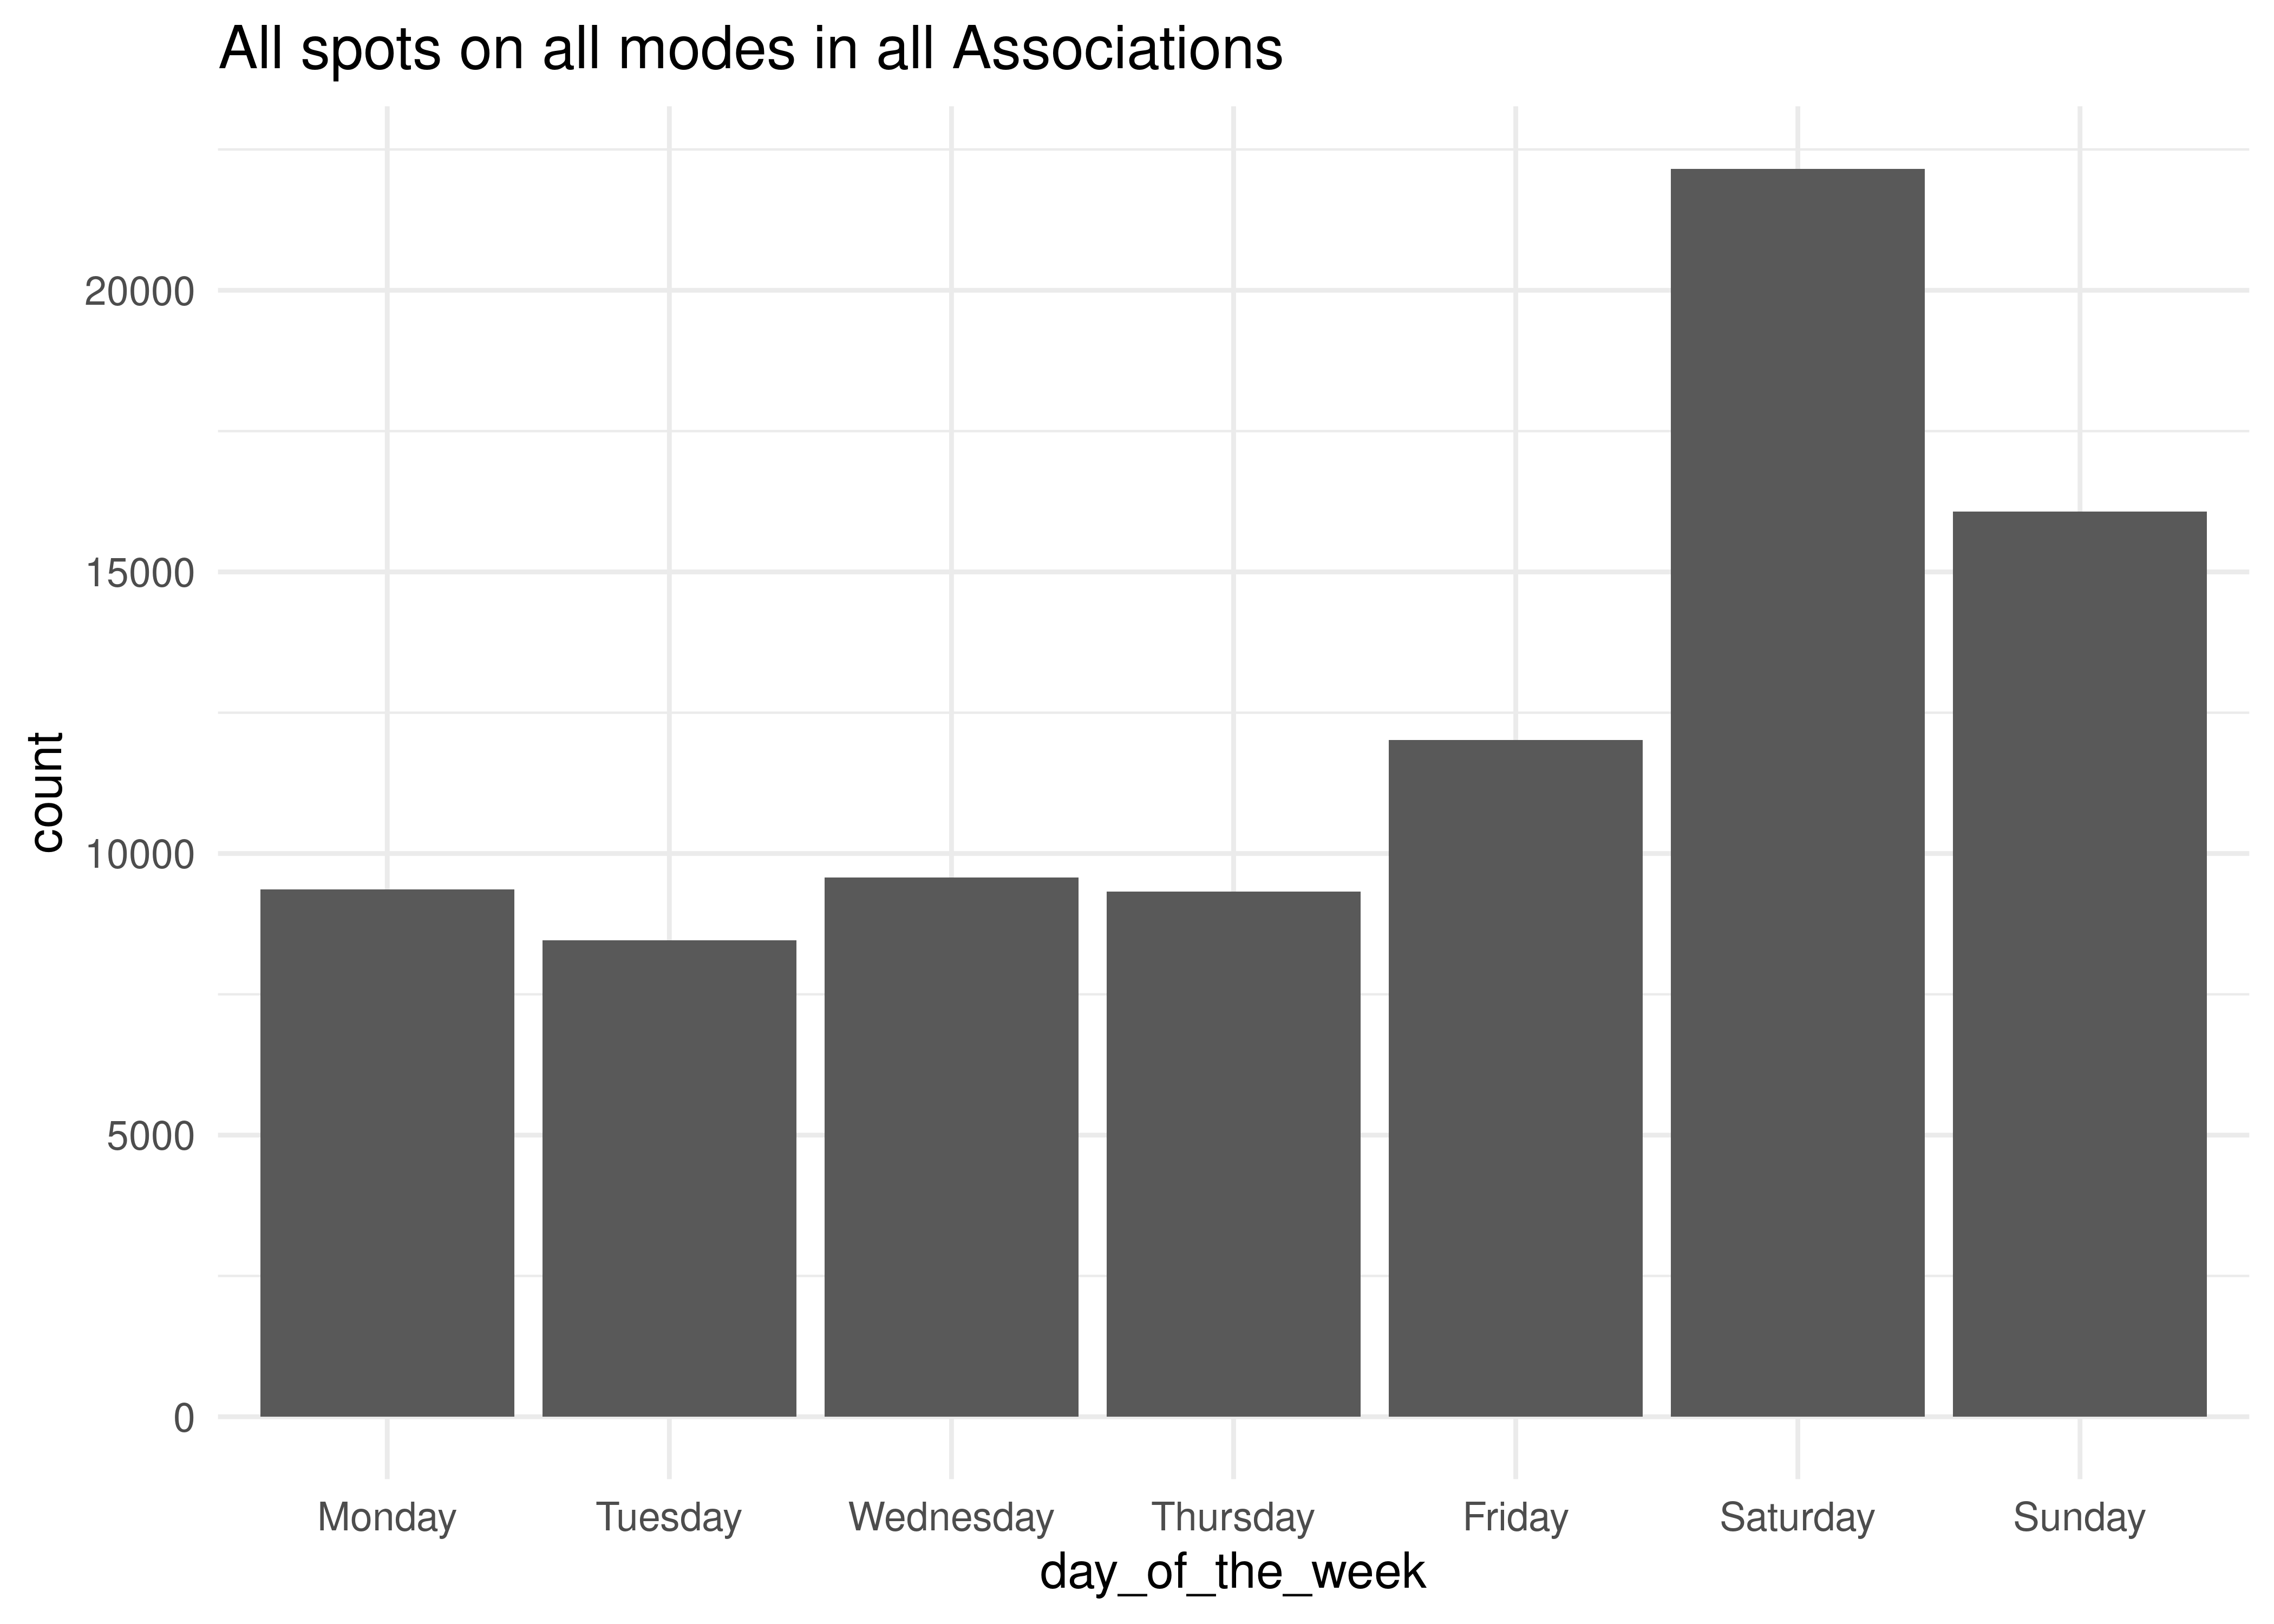 All spots on all modes in all Associations
20000
15000
10000
5000
0
count
Monday Tuesday Wednesday Thursday Friday Saturday Sunday
day_of_the_week